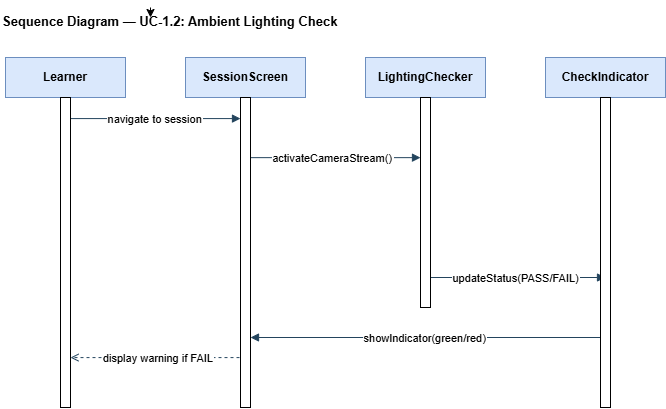 Sequence Diagram — UC-1.2: Ambient Lighting Check
Learner
SessionScreen
LightingChecker
CheckIndicator
navigate to session
activateCameraStream()
updateStatus(PASS/FAIL)
showIndicator(green/red)
display warning if FAIL